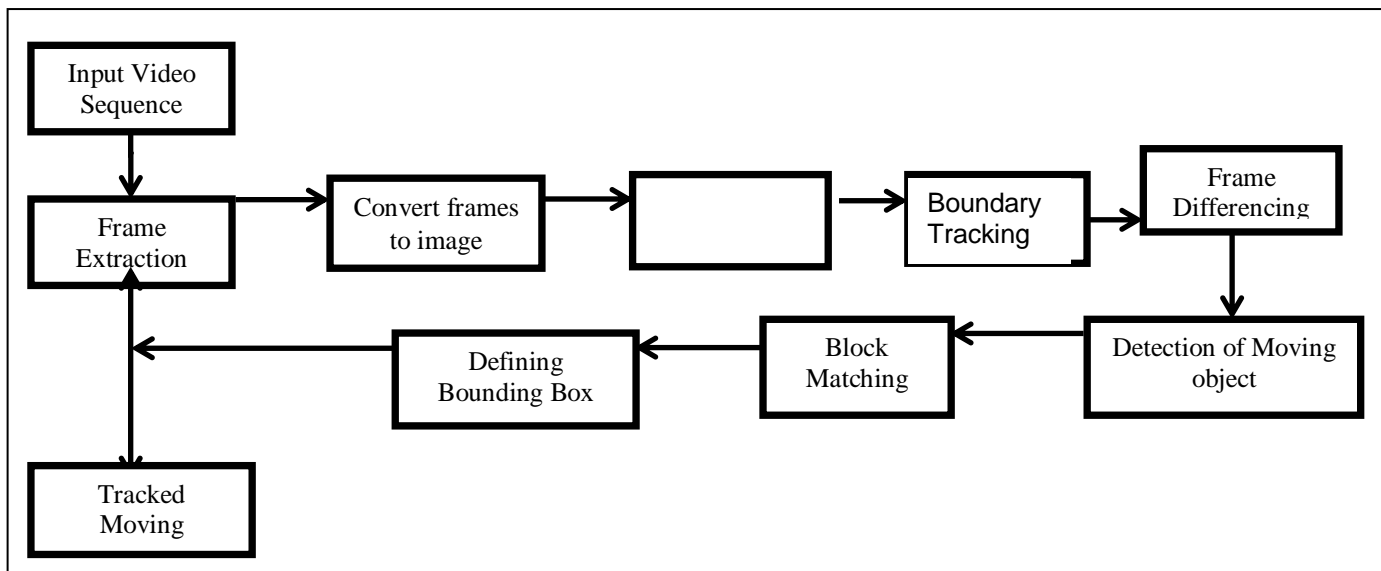 Input Video
Sequence
Frame
Extraction
Convert frames
to image
Boundary
Tracking
Frame
Differencing
Detection of Moving
object
Block
Matching
Defining
Bounding Box
Tracked
Moving